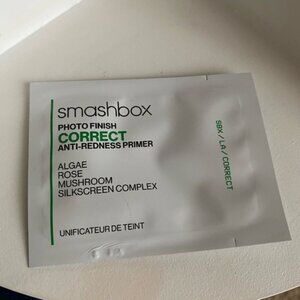 smashbox
PHOTO FINISH
CORRECT
ANTI-REDNESS PRIMER
ALGAE
ROSE
MUSHROOM
SILKSCREEN COMPLEX
UNIFICATEUR DE TEINT
SBX/LA/CORRECT